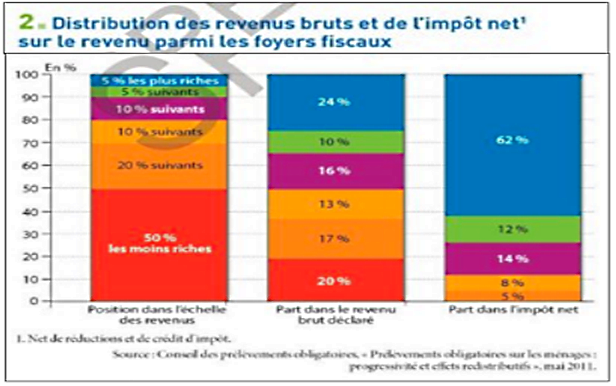 2 - Distribution des revenus bruts et de l'impôt net¹
sur le revenu parmi les foyers fiscaux
En %
100
90
80
70
60
50
40
30
20
10
0
5 % les plus riches
5 % suivants
10 % suivants
10 % suivants
20 % suivants
50 %
les moins riches
24 %
10 %
16 %
13 %
17 %
20 %
62 %
12 %
14 %
8 %
5 %
Position dans l'échelle
des revenus
Part dans le revenu
brut déclaré
Part dans l'impôt net
1. Net de réductions et de crédit d'impôt.
Source : Conseil des prélèvements obligatoires, « Prélèvements obligatoires sur les ménages :
progressivité et effets redistributifs », mai 2011.